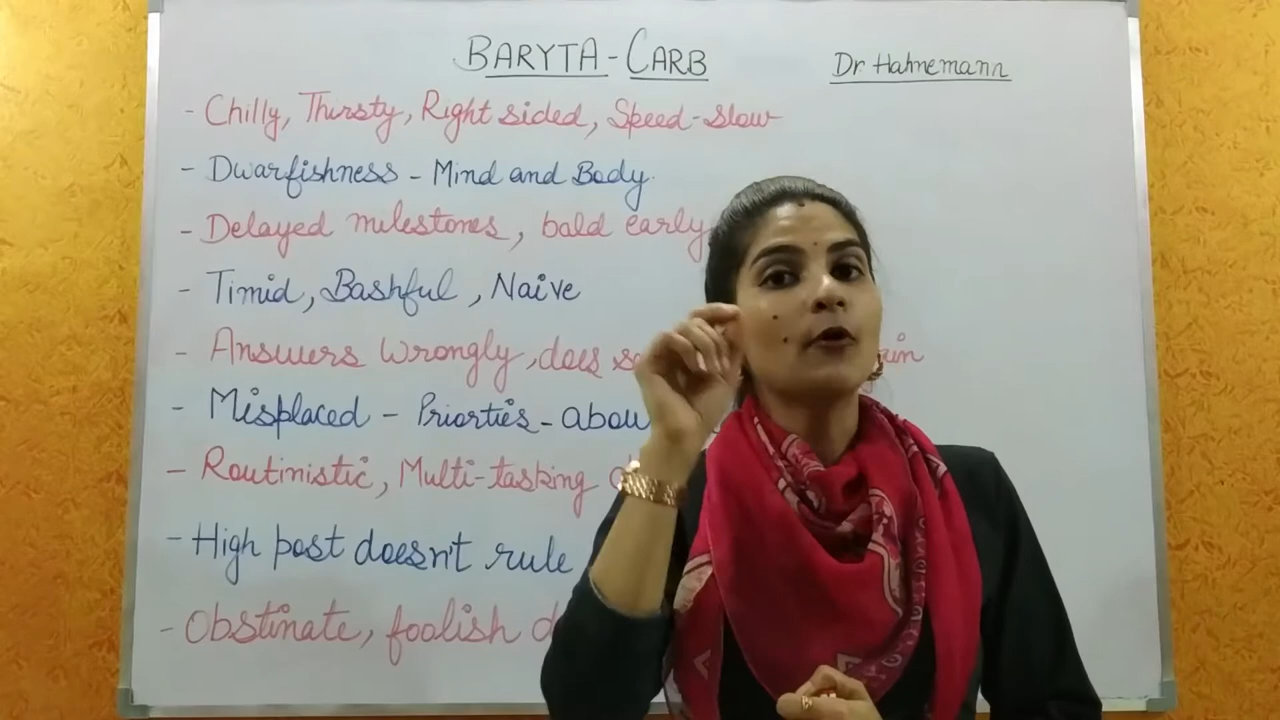 BARYTA-CARB
Dr Hahnemann
- Chilly, Thirsty, Right sided, Speed-Slow
- Dwarfishness - Mind and Body.
- Delayed milestones, bald early
- Timid, Bashful, Naive
- Answers Wrongly, does
- Misplaced - Priorties - abou
- Routinistic, Multi-tasking
- High post doesn't rule
- Obstinate, foolish